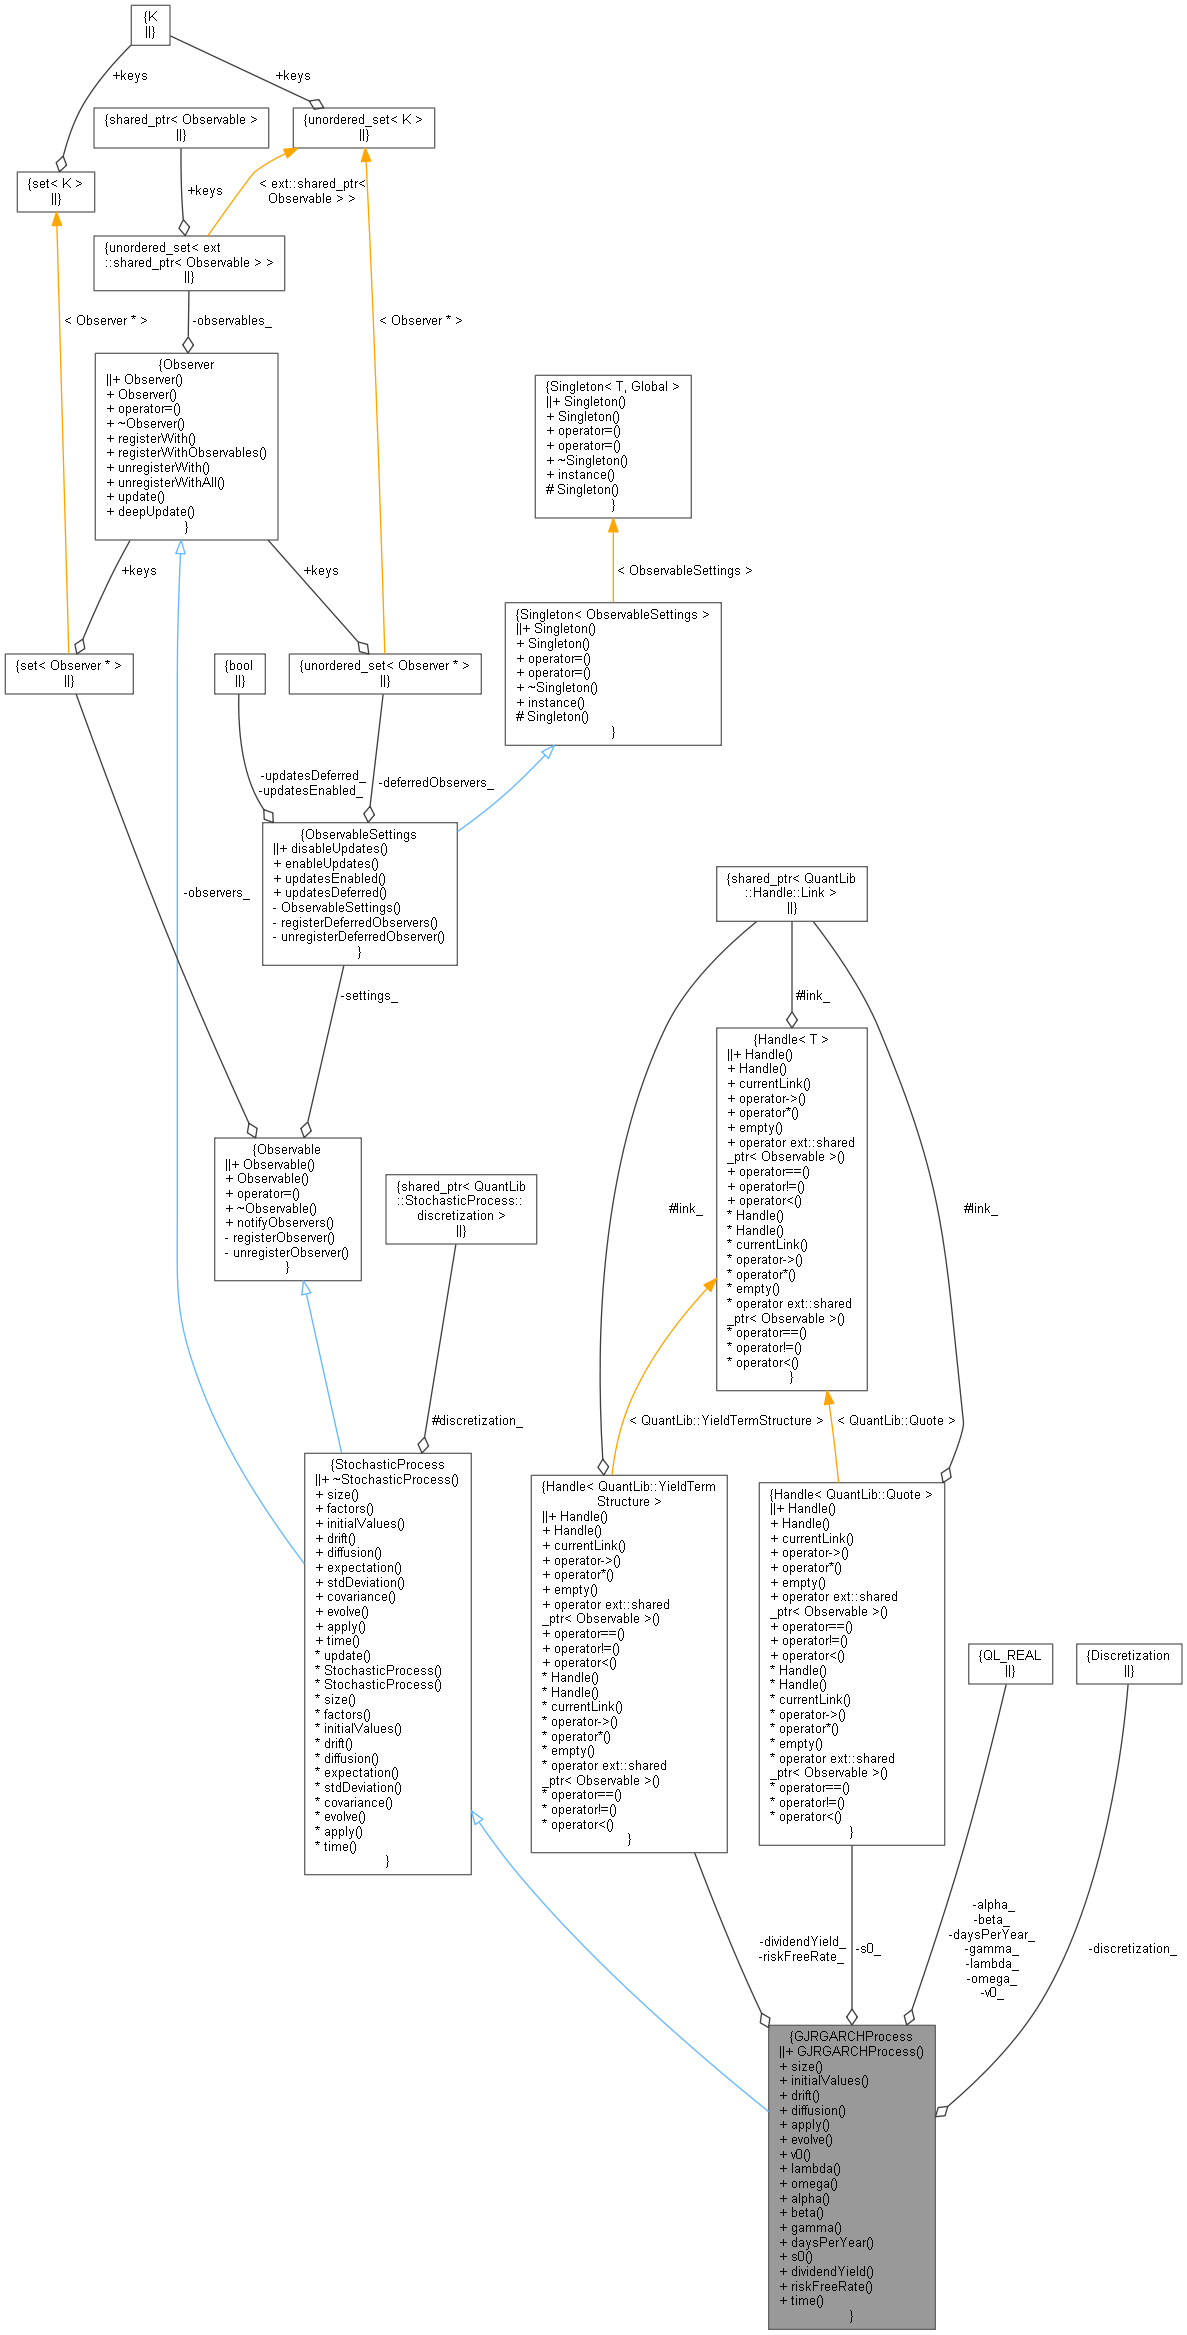 {K
||}
+keys
+keys
{shared_ptr< Observable >
||}
{unordered_set< K >
||}
{set< K >
||}
+keys
< ext::shared_ptr<
Observable > >
{unordered_set< ext
::shared_ptr< Observable > >
||}
< Observer * >
-observables_
< Observer * >
{Observer
||+ Observer()
+ Observer()
+ operator=()
+ ~Observer()
+ registerWith()
+ registerWithObservables()
+ unregisterWith()
+ unregisterWithAll()
+ update()
+ deepUpdate()
}
{Singleton< T, Global >
||+ Singleton()
+ Singleton()
+ operator=()
+ operator=()
+ ~Singleton()
+ instance()
# Singleton()
}
+keys
+keys
< ObservableSettings >
{Singleton< ObservableSettings >
||+ Singleton()
+ Singleton()
+ operator=()
+ operator=()
+ ~Singleton()
+ instance()
# Singleton()
}
{set< Observer * >
||}
{bool
||}
{unordered_set< Observer * >
||}
-updatesDeferred_
-updatesEnabled_
-deferredObservers_
{ObservableSettings
||+ disableUpdates()
+ enableUpdates()
+ updatesEnabled()
+ updatesDeferred()
- ObservableSettings()
- registerDeferredObservers()
- unregisterDeferredObserver()
}
-observers_
{shared_ptr< QuantLib
::Handle::Link >
||}
-settings_
#link_
{Handle< T >
||+ Handle()
+ Handle()
+ currentLink()
+ operator->()
+ operator*()
+ empty()
+ operator ext::shared
_ptr< Observable >()
+ operator==()
+ operator!=()
+ operator<()
* Handle()
* Handle()
* currentLink()
* operator->()
* operator*()
* empty()
* operator ext::shared
_ptr< Observable >()
* operator==()
* operator!=()
* operator<()
}
{Observable
||+ Observable()
+ Observable()
+ operator=()
+ ~Observable()
+ notifyObservers()
- registerObserver()
- unregisterObserver()
}
{shared_ptr< QuantLib
::StochasticProcess::
discretization >
||}
#link_
#link_
#discretization_
< QuantLib::YieldTermStructure >
< QuantLib::Quote >
{StochasticProcess
||+ ~StochasticProcess()
+ size()
+ factors()
+ initialValues()
+ drift()
+ diffusion()
+ expectation()
+ stdDeviation()
+ covariance()
+ evolve()
+ apply()
+ time()
* update()
* StochasticProcess()
* StochasticProcess()
* size()
* factors()
* initialValues()
* drift()
* diffusion()
* expectation()
* stdDeviation()
* covariance()
* evolve()
* apply()
* time()
}
{Handle< QuantLib::YieldTerm
Structure >
||+ Handle()
+ Handle()
+ currentLink()
+ operator->()
+ operator*()
+ empty()
+ operator ext::shared
_ptr< Observable >()
+ operator==()
+ operator!=()
+ operator<()
* Handle()
* Handle()
* currentLink()
* operator->()
* operator*()
* empty()
* operator ext::shared
_ptr< Observable >()
* operator==()
* operator!=()
* operator<()
}
{Handle< QuantLib::Quote >
||+ Handle()
+ Handle()
+ currentLink()
+ operator->()
+ operator*()
+ empty()
+ operator ext::shared
_ptr< Observable >()
+ operator==()
+ operator!=()
+ operator<()
* Handle()
* Handle()
* currentLink()
* operator->()
* operator*()
* empty()
* operator ext::shared
_ptr< Observable >()
* operator==()
* operator!=()
* operator<()
}
{QL_REAL
||}
{Discretization
||}
-dividendYield_
-riskFreeRate_
-s0_
-alpha_
-beta_
-daysPerYear_
-gamma_
-lambda_
-omega_
-v0_
-discretization_
{GJRGARCHProcess
||+ GJRGARCHProcess()
+ size()
+ initialValues()
+ drift()
+ diffusion()
+ apply()
+ evolve()
+ v0()
+ lambda()
+ omega()
+ alpha()
+ beta()
+ gamma()
+ daysPerYear()
+ s0()
+ dividendYield()
+ riskFreeRate()
+ time()
}